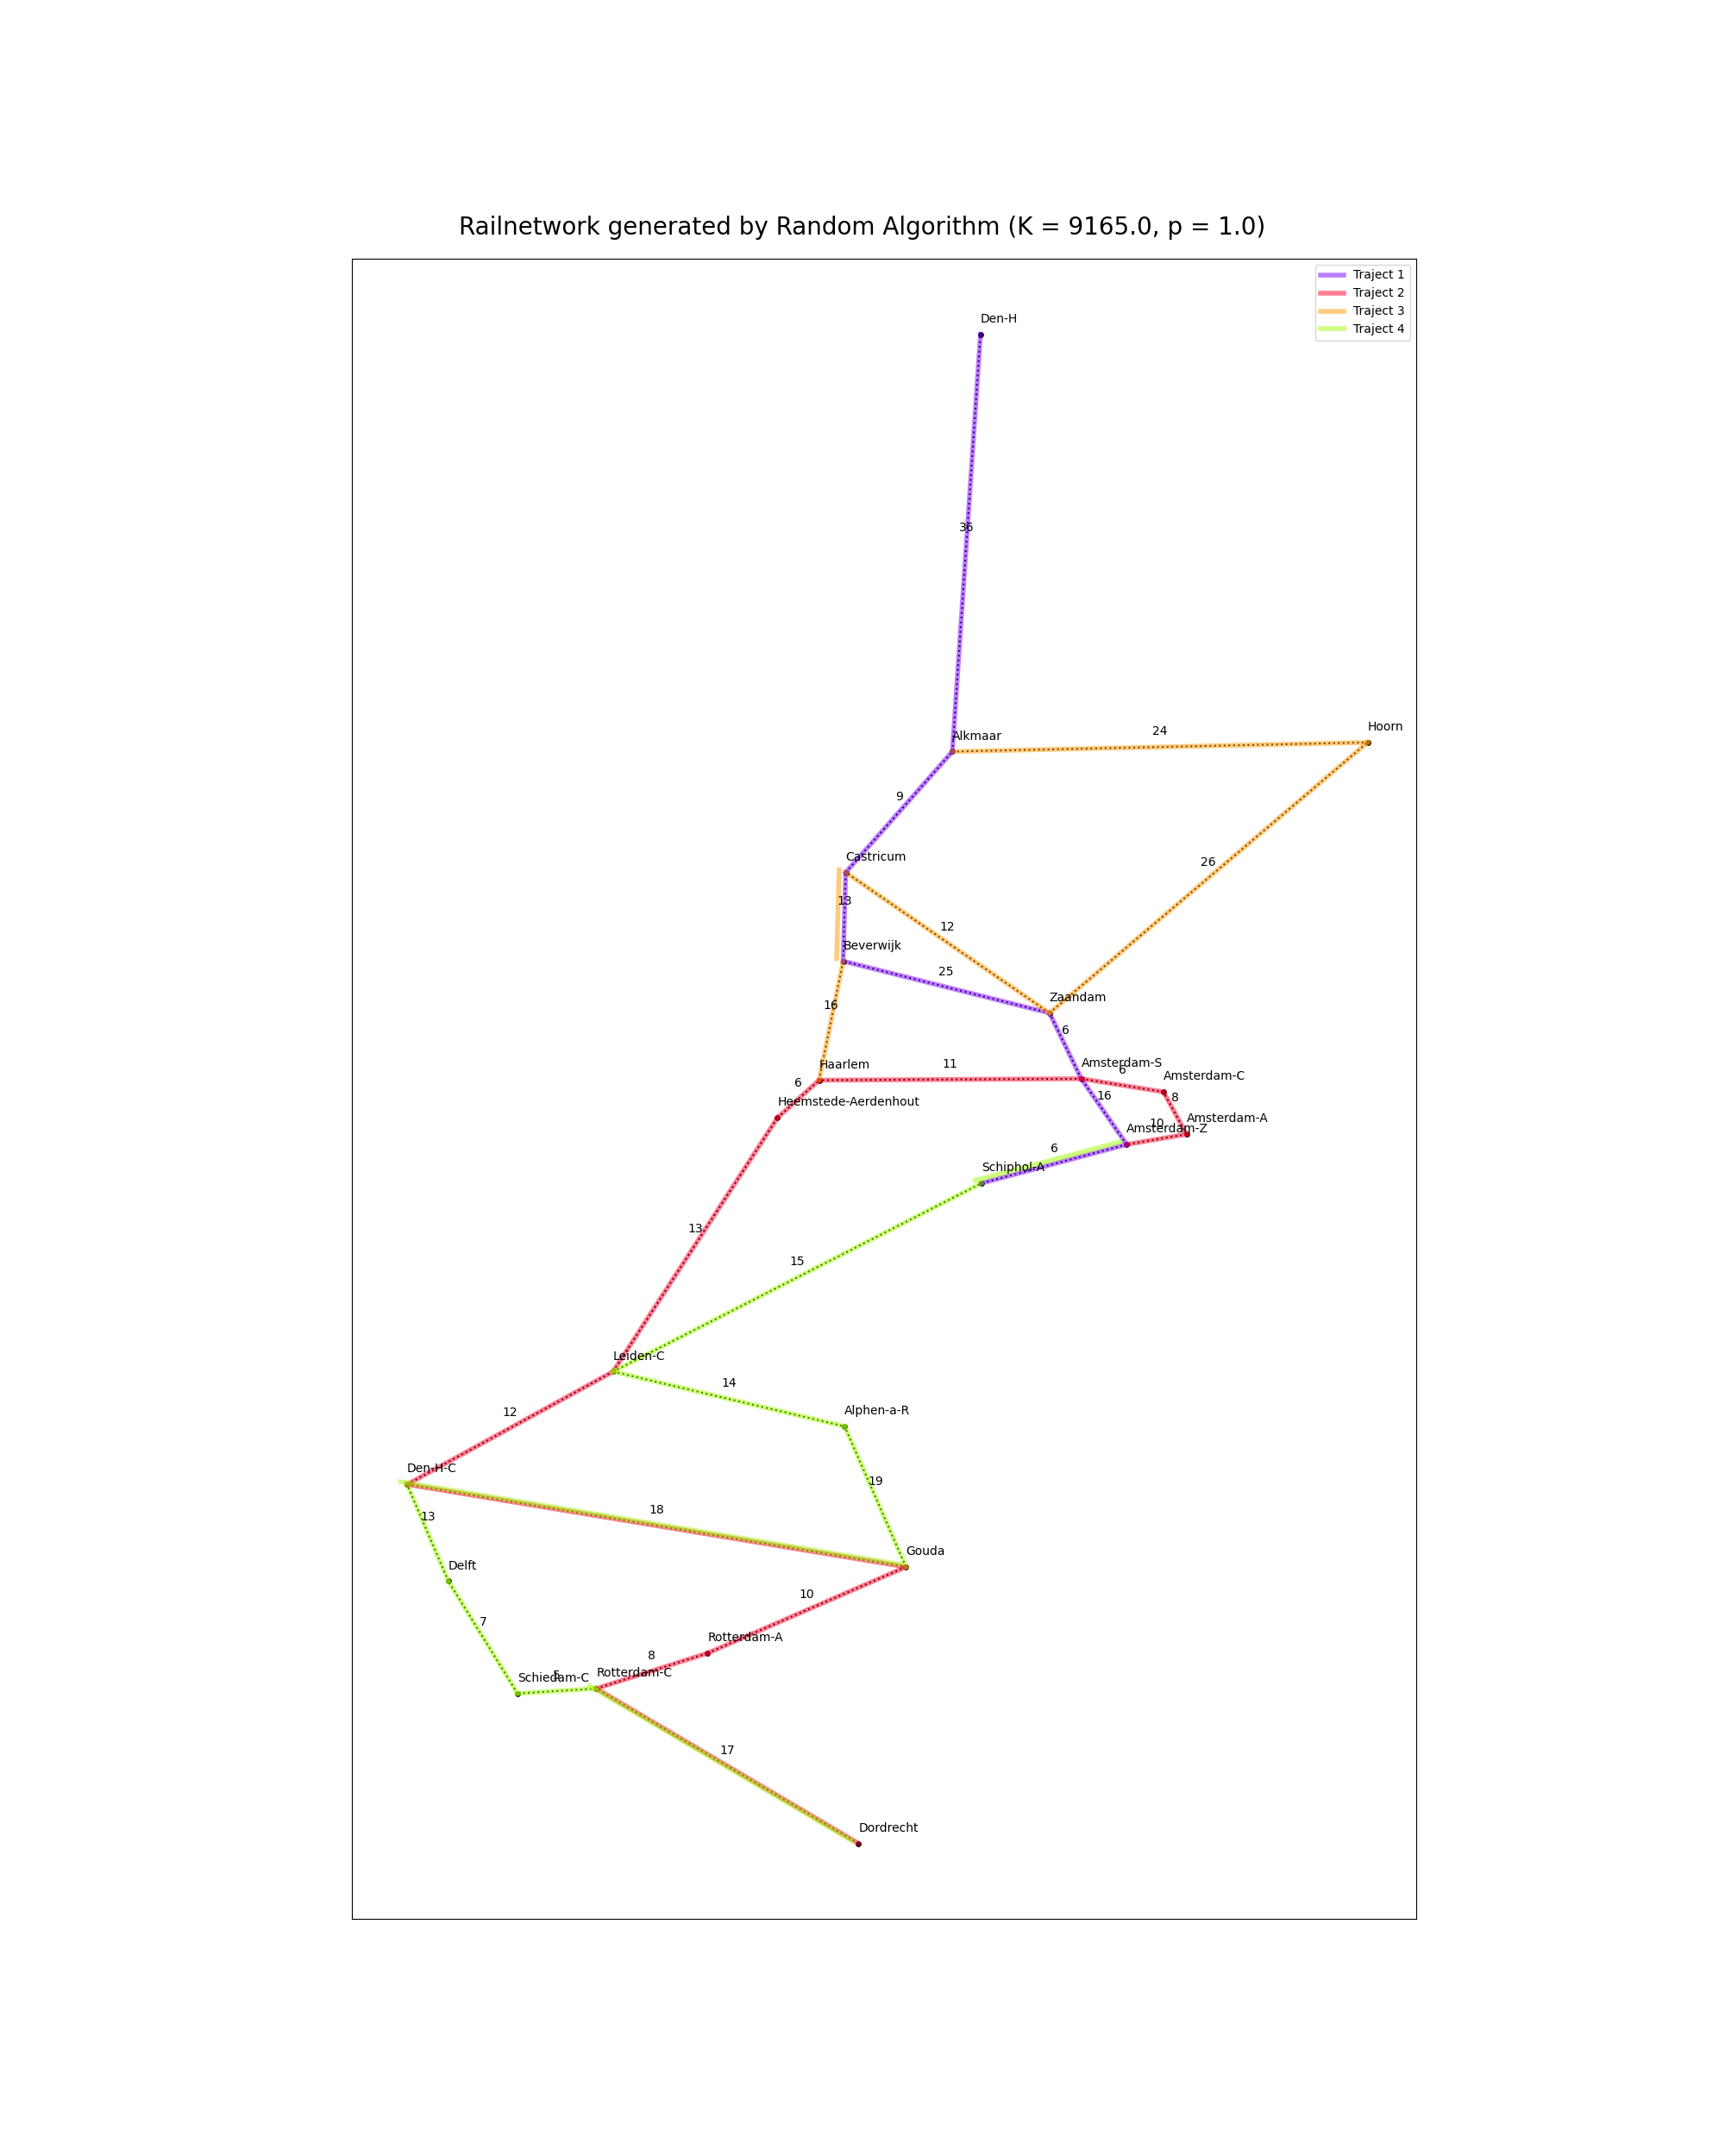 Railnetwork generated by Random Algorithm (K = 9165.0, p = 1.0)
Traject 1
Traject 2
Traject 3
Traject 4
Den-H
36
Hoorn
24
Alkmaar
9
Castricum
26
13
12
Beverwijk
25
Zaandam
16
6
Haarlem
11
Amsterdam-S
6
Amsterdam-C
6
Heemstede-Aerdenhout
16
8
Amsterdam-A
10
Amsterdam-Z
6
Schiphol-A
13
15
Leiden-C
14
12
Alphen-a-R
Den-H-C
19
18
13
Gouda
Delft
10
7
Rotterdam-A
8
Rotterdam-C
5
Schiedam-C
17
Dordrecht